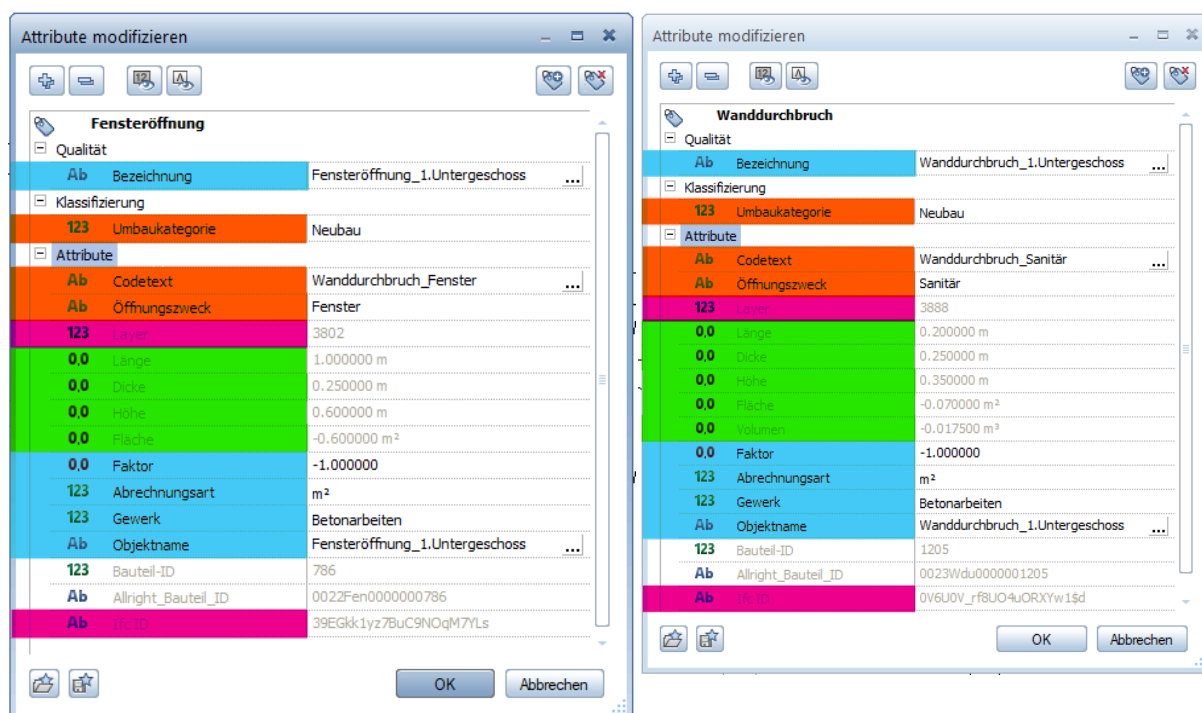 Attribute modifizieren
Fensteröffnung
Qualität
Ab Bezeichnung Fensteröffnung_1.Untergeschoss ...
Klassifizierung
123 Umbaukategorie Neubau
Attribute
Ab Codetext Wanddurchbruch_Fenster ...
Ab Öffnungszweck Fenster
123 Layer 3802
0,0 Länge 1.000000 m
0,0 Dicke 0.250000 m
0,0 Höhe 0.600000 m
0,0 Fläche -0.600000 m²
0,0 Faktor -1.000000
123 Abrechnungsart m²
123 Gewerk Betonarbeiten
Ab Objektname Fensteröffnung_1.Untergeschoss ...
123 Bauteil-ID 786
Ab Allright_Bauteil_ID 0022Fen0000000786
Ab Ifc ID 39EGkk1yz7BuC9NOqM7YLs
OK Abbrechen
Attribute modifizieren
Wanddurchbruch
Qualität
Ab Bezeichnung Wanddurchbruch_1.Untergeschoss ...
Klassifizierung
123 Umbaukategorie Neubau
Attribute
Ab Codetext Wanddurchbruch_Sanitär ...
Ab Öffnungszweck Sanitär
123 Layer 3888
0,0 Länge 0.200000 m
0,0 Dicke 0.250000 m
0,0 Höhe 0.350000 m
0,0 Fläche -0.070000 m²
0,0 Volumen -0.017500 m³
0,0 Faktor -1.000000
123 Abrechnungsart m²
123 Gewerk Betonarbeiten
Ab Objektname Wanddurchbruch_1.Untergeschoss ...
123 Bauteil-ID 1205
Ab Allright_Bauteil_ID 0023Wdu0000001205
Ab Ifc ID 0V6U0V_rf8UO4uORXYw1$d
OK Abbrechen